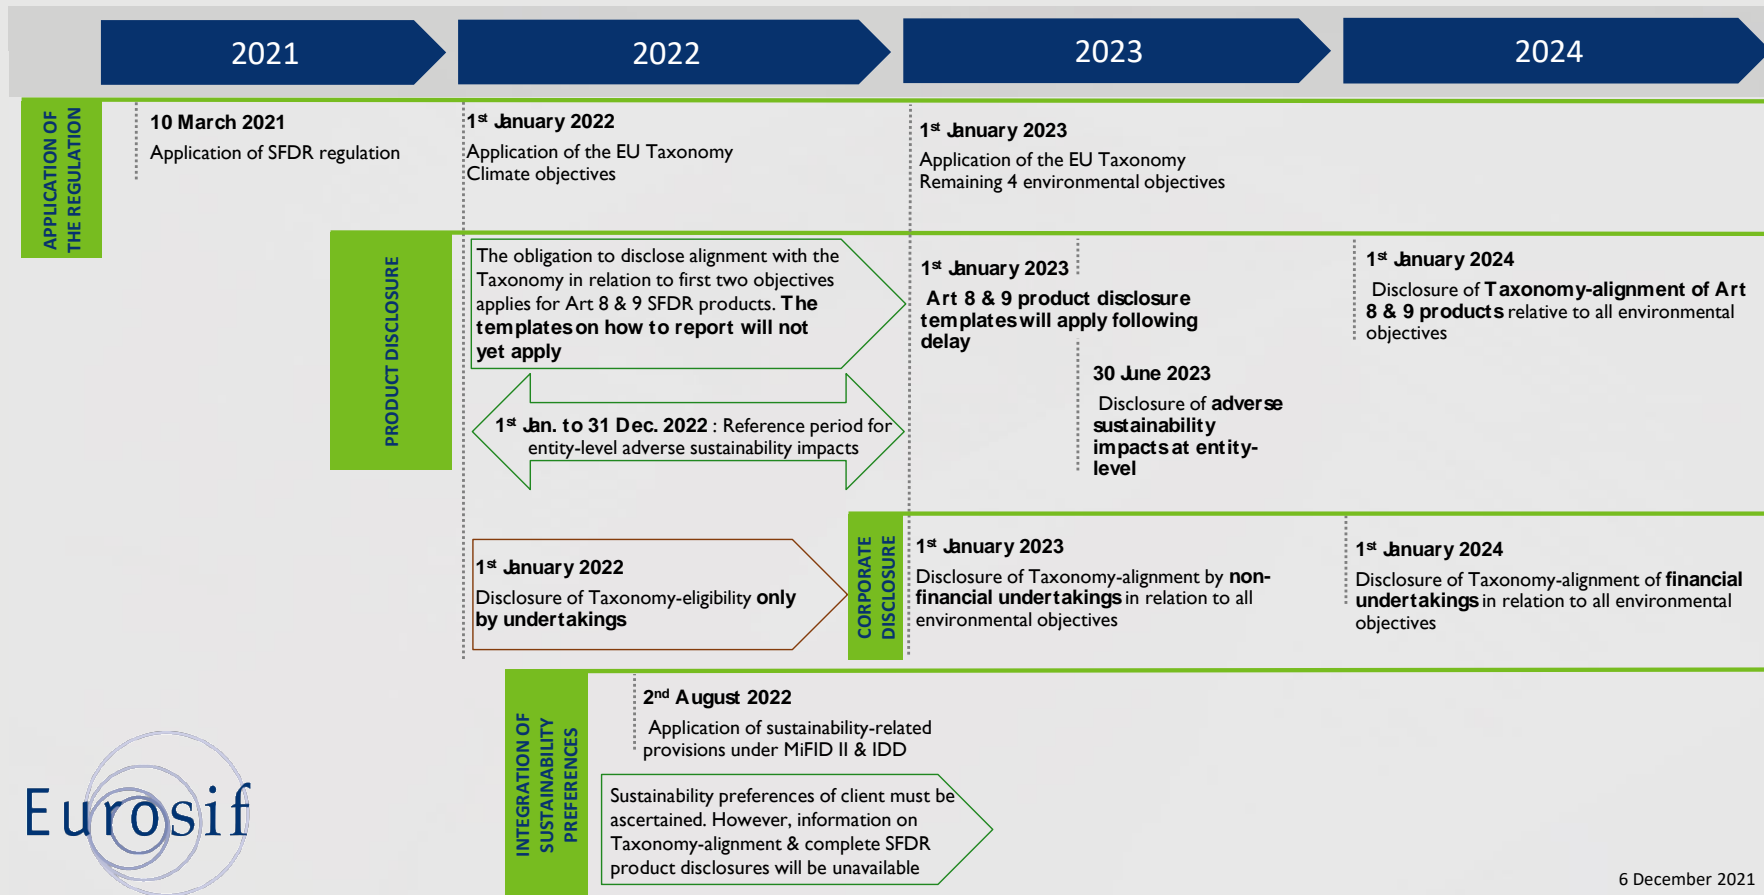 2021
2022
2023
2024
APPLICATION OF
THE REGULATION
10 March 2021
Application of SFDR regulation
1st January 2022
Application of the EU Taxonomy
Climate objectives
1st January 2023
Application of the EU Taxonomy
Remaining 4 environmental objectives
PRODUCT DISCLOSURE
The obligation to disclose alignment with the
Taxonomy in relation to first two objectives
applies for Art 8 & 9 SFDR products. The
templates on how to report will not
yet apply
1st Jan. to 31 Dec. 2022 : Reference period for
entity-level adverse sustainability impacts
1st January 2023
Art 8 & 9 product disclosure
templates will apply following
delay
30 June 2023
Disclosure of adverse
sustainability
impacts at entity-
level
1st January 2024
Disclosure of Taxonomy-alignment of Art
8 & 9 products relative to all environmental
objectives
1st January 2022
Disclosure of Taxonomy-eligibility only
by undertakings
CORPORATE
DISCLOSURE
1st January 2023
Disclosure of Taxonomy-alignment by non-
financial undertakings in relation to all
environmental objectives
1st January 2024
Disclosure of Taxonomy-alignment of financial
undertakings in relation to all environmental
objectives
INTEGRATION OF
SUSTAINABILITY
PREFERENCES
2nd August 2022
Application of sustainability-related
provisions under MiFID II & IDD
Sustainability preferences of client must be
ascertained. However, information on
Taxonomy-alignment & complete SFDR
product disclosures will be unavailable
Eurosif
6 December 2021